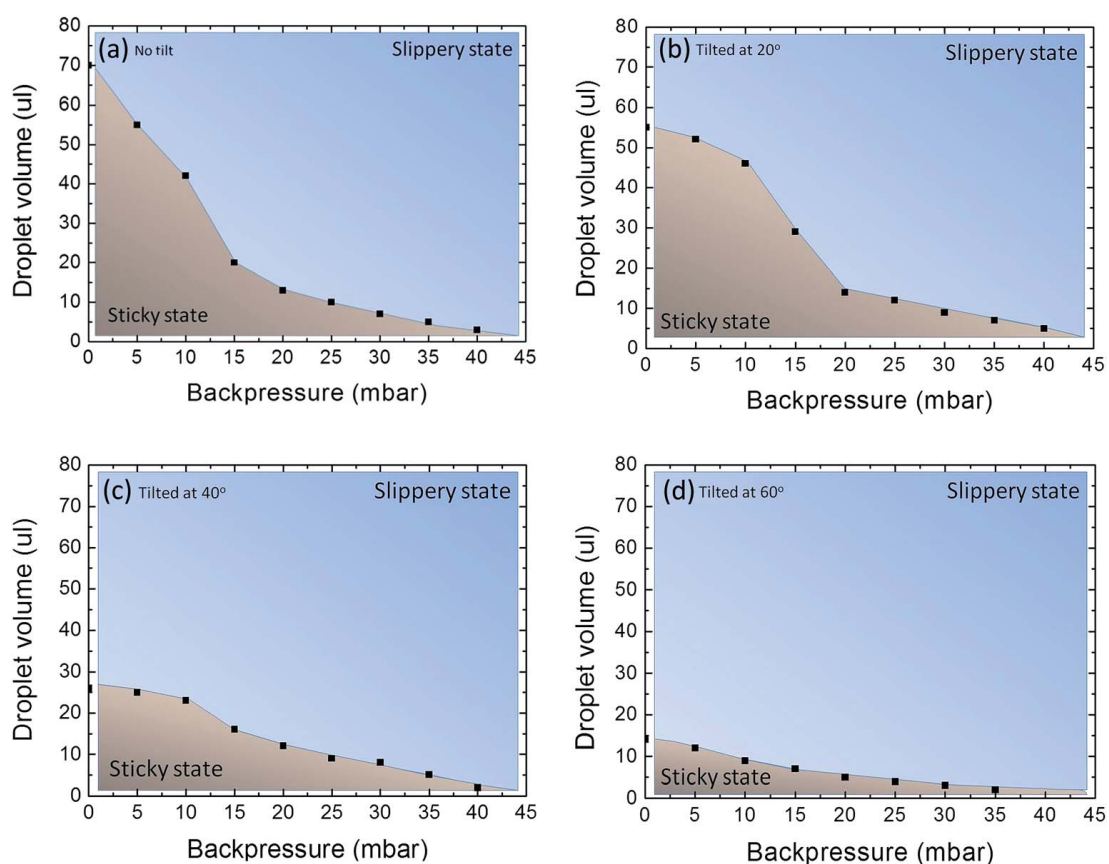 (a) No tilt
Slippery state
Sticky state
Droplet volume (ul)
80
70
60
50
40
30
20
10
0
0 5 10 15 20 25 30 35 40 45
Backpressure (mbar)
(b) Tilted at 20º
Slippery state
Sticky state
Droplet volume (ul)
80
70
60
50
40
30
20
10
0
0 5 10 15 20 25 30 35 40 45
Backpressure (mbar)
(c) Tilted at 40º
Slippery state
Sticky state
Droplet volume (ul)
80
70
60
50
40
30
20
10
0
0 5 10 15 20 25 30 35 40 45
Backpressure (mbar)
(d) Tilted at 60º
Slippery state
Sticky state
Droplet volume (ul)
80
70
60
50
40
30
20
10
0
0 5 10 15 20 25 30 35 40 45
Backpressure (mbar)